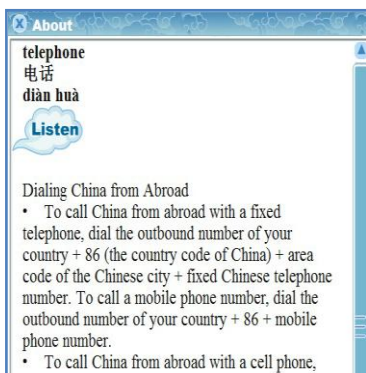 About
telephone
电话
diàn huà
Listen
Dialing China from Abroad
• To call China from abroad with a fixed
telephone, dial the outbound number of your
country + 86 (the country code of China) + area
code of the Chinese city + fixed Chinese telephone
number. To call a mobile phone number, dial the
outbound number of your country + 86 + mobile
phone number.
• To call China from abroad with a cell phone,